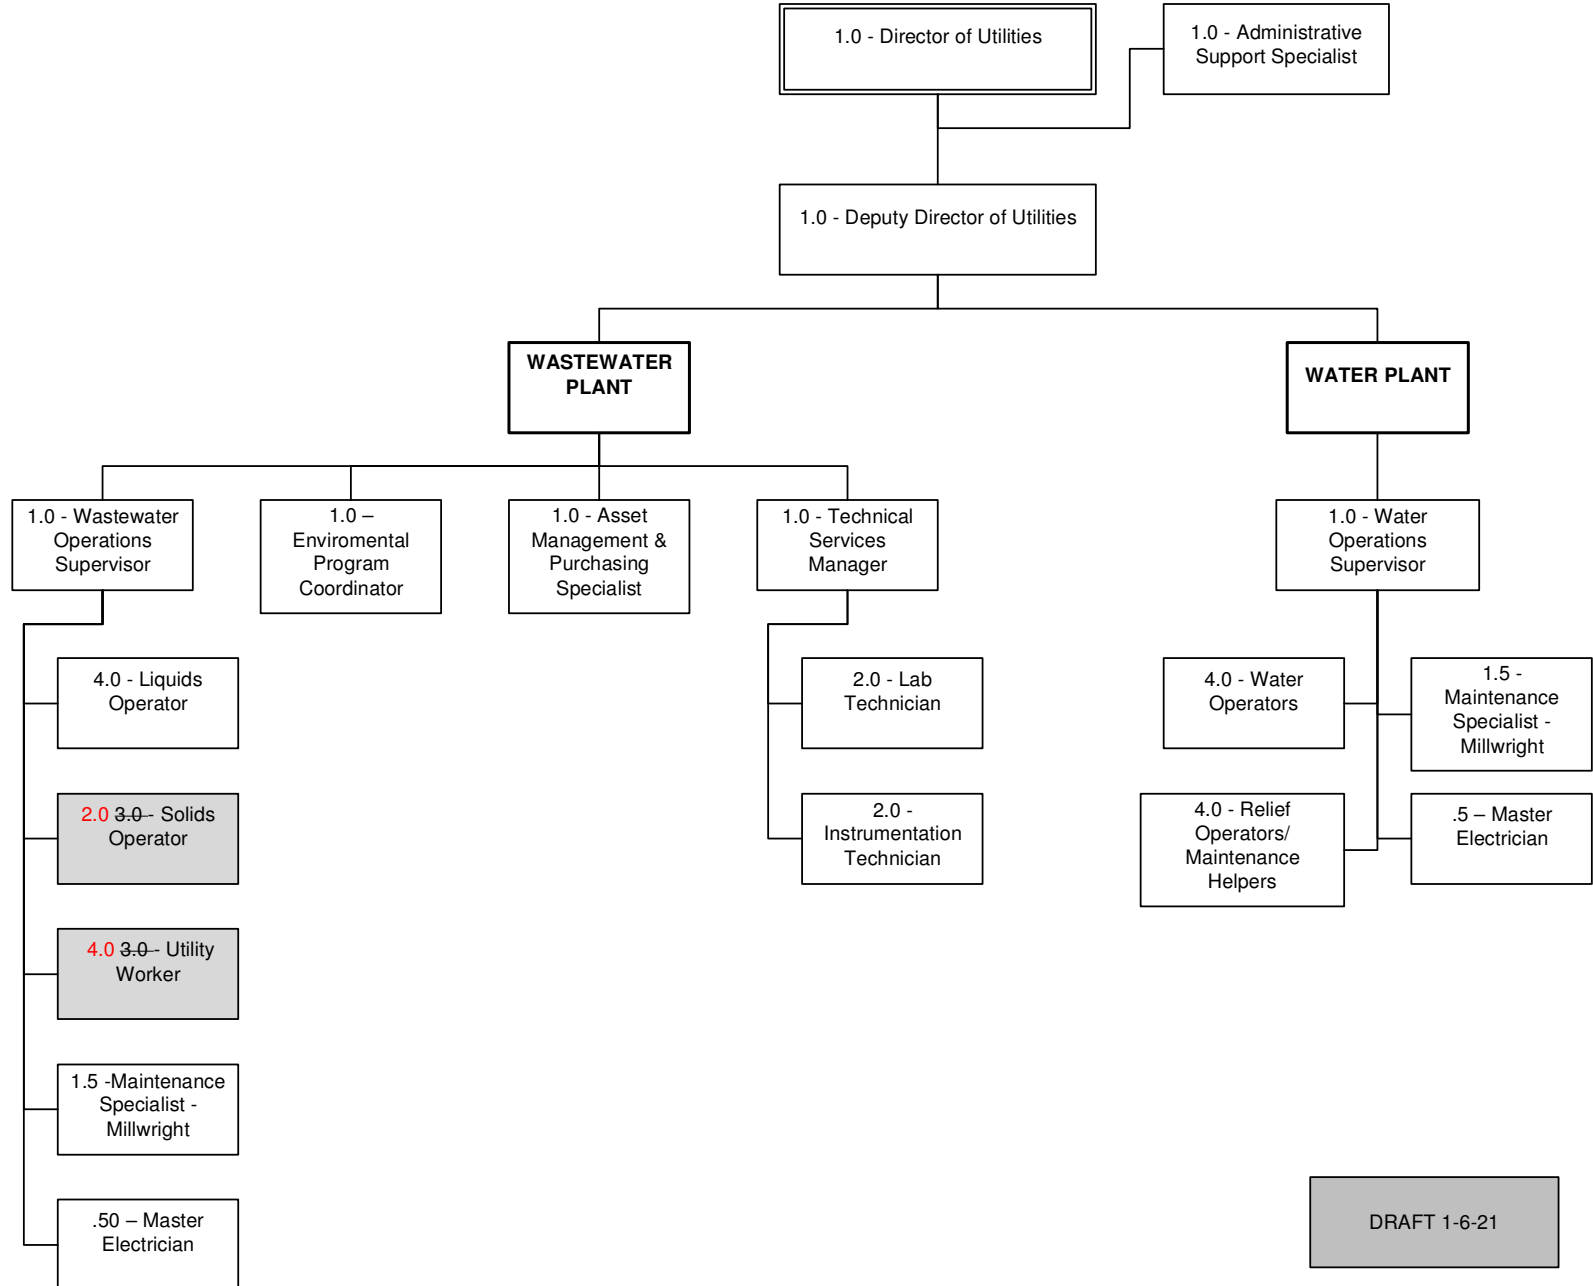 1.0 - Director of Utilities
1.0 - Administrative
Support Specialist
1.0 - Deputy Director of Utilities
WASTEWATER
PLANT
WATER PLANT
1.0 - Wastewater
Operations
Supervisor
1.0 –
Enviromental
Program
Coordinator
1.0 - Asset
Management &
Purchasing
Specialist
1.0 - Technical
Services
Manager
1.0 - Water
Operations
Supervisor
4.0 - Liquids
Operator
2.0 3.0 - Solids
Operator
4.0 3.0 - Utility
Worker
1.5 -Maintenance
Specialist -
Millwright
.50 – Master
Electrician
2.0 - Lab
Technician
2.0 -
Instrumentation
Technician
4.0 - Water
Operators
4.0 - Relief
Operators/
Maintenance
Helpers
1.5 -
Maintenance
Specialist -
Millwright
.5 – Master
Electrician
DRAFT 1-6-21